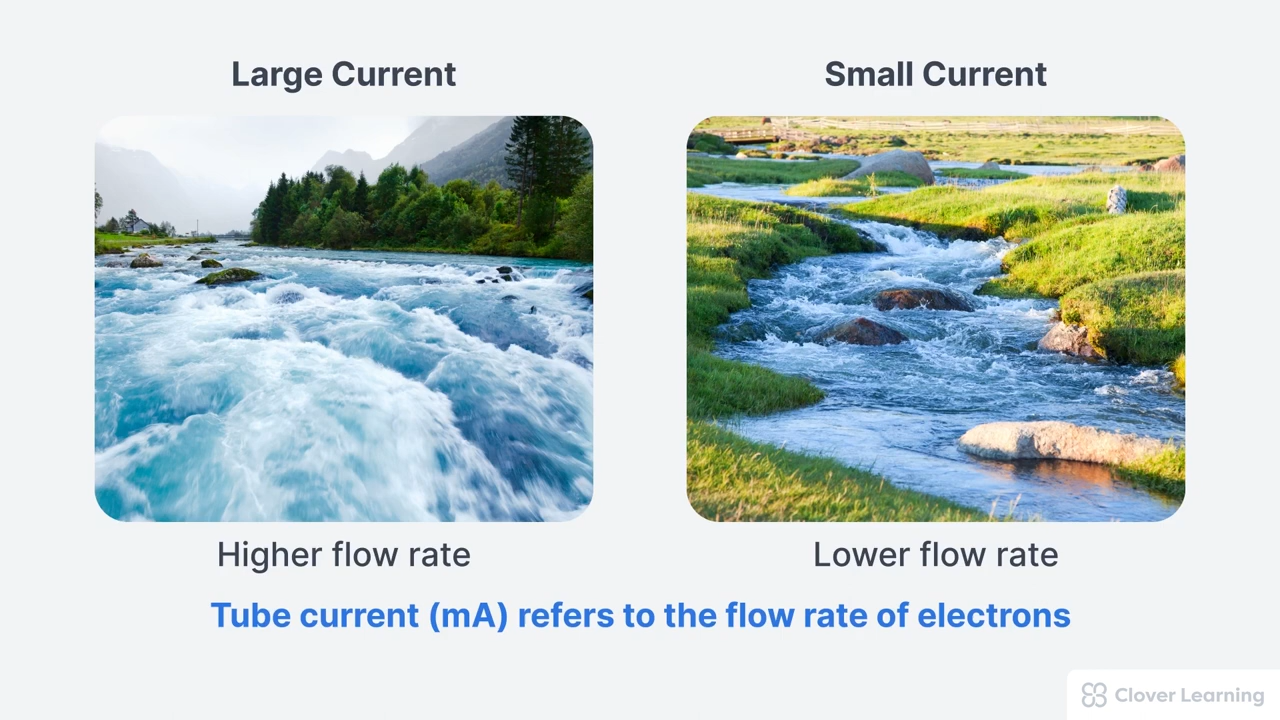 Large Current
Small Current
Higher flow rate
Lower flow rate
Tube current (mA) refers to the flow rate of electrons
Clover Learning